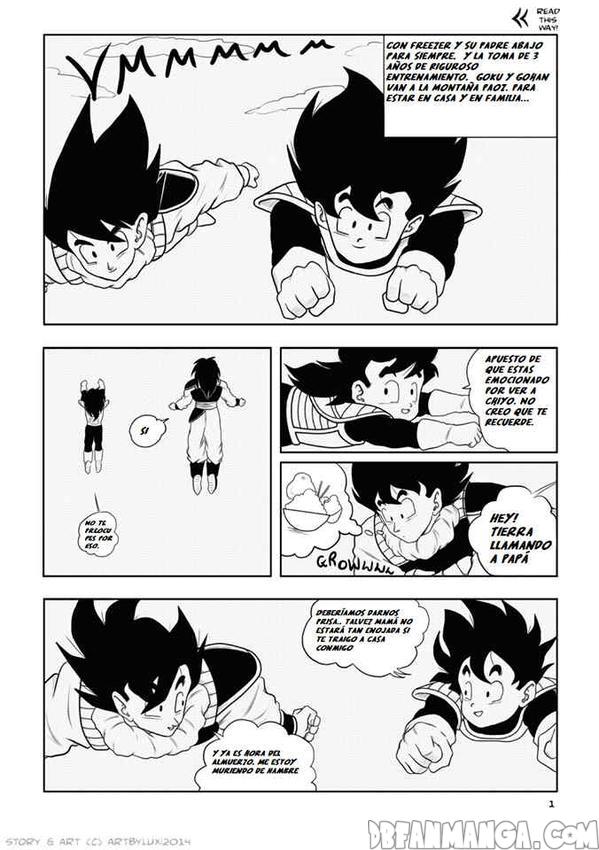 READ
THIS
WAY!
VMMMMM
CON FREEZER Y SU PADRE ABAJO
PARA SIEMPRE. Y LA TOMA DE 3
AÑOS DE RIGUROSO
ENTRENAMIENTO. GOKU Y GOHAN
VAN A LA MONTAÑA PAOZ. PARA
ESTAR EN CASA Y EN FAMILIA...
APUESTO
DE QUE ESTAS
EMOCIONADO
POR VER A
CHIYO. NO
CREO QUE TE
RECUERDE.
SI
NO TE
PREOCU
PES POR
ESO.
HEY!
TIERRA
LLAMANDO
A PAPÁ
GROWWWL
DEBERÍAMOS DARNOS
PRISA.. TALVEZ MAMÁ NO
ESTARÁ TAN ENOJADA SI
TE TRAIGO A CASA
CONMIGO
Y YA ES HORA DEL
ALMUERZO. ME ESTOY
MURIENDO DE HAMBRE
1
STORY & ART (C) ARTBYLUXI2014
DBFANMANGA.COM